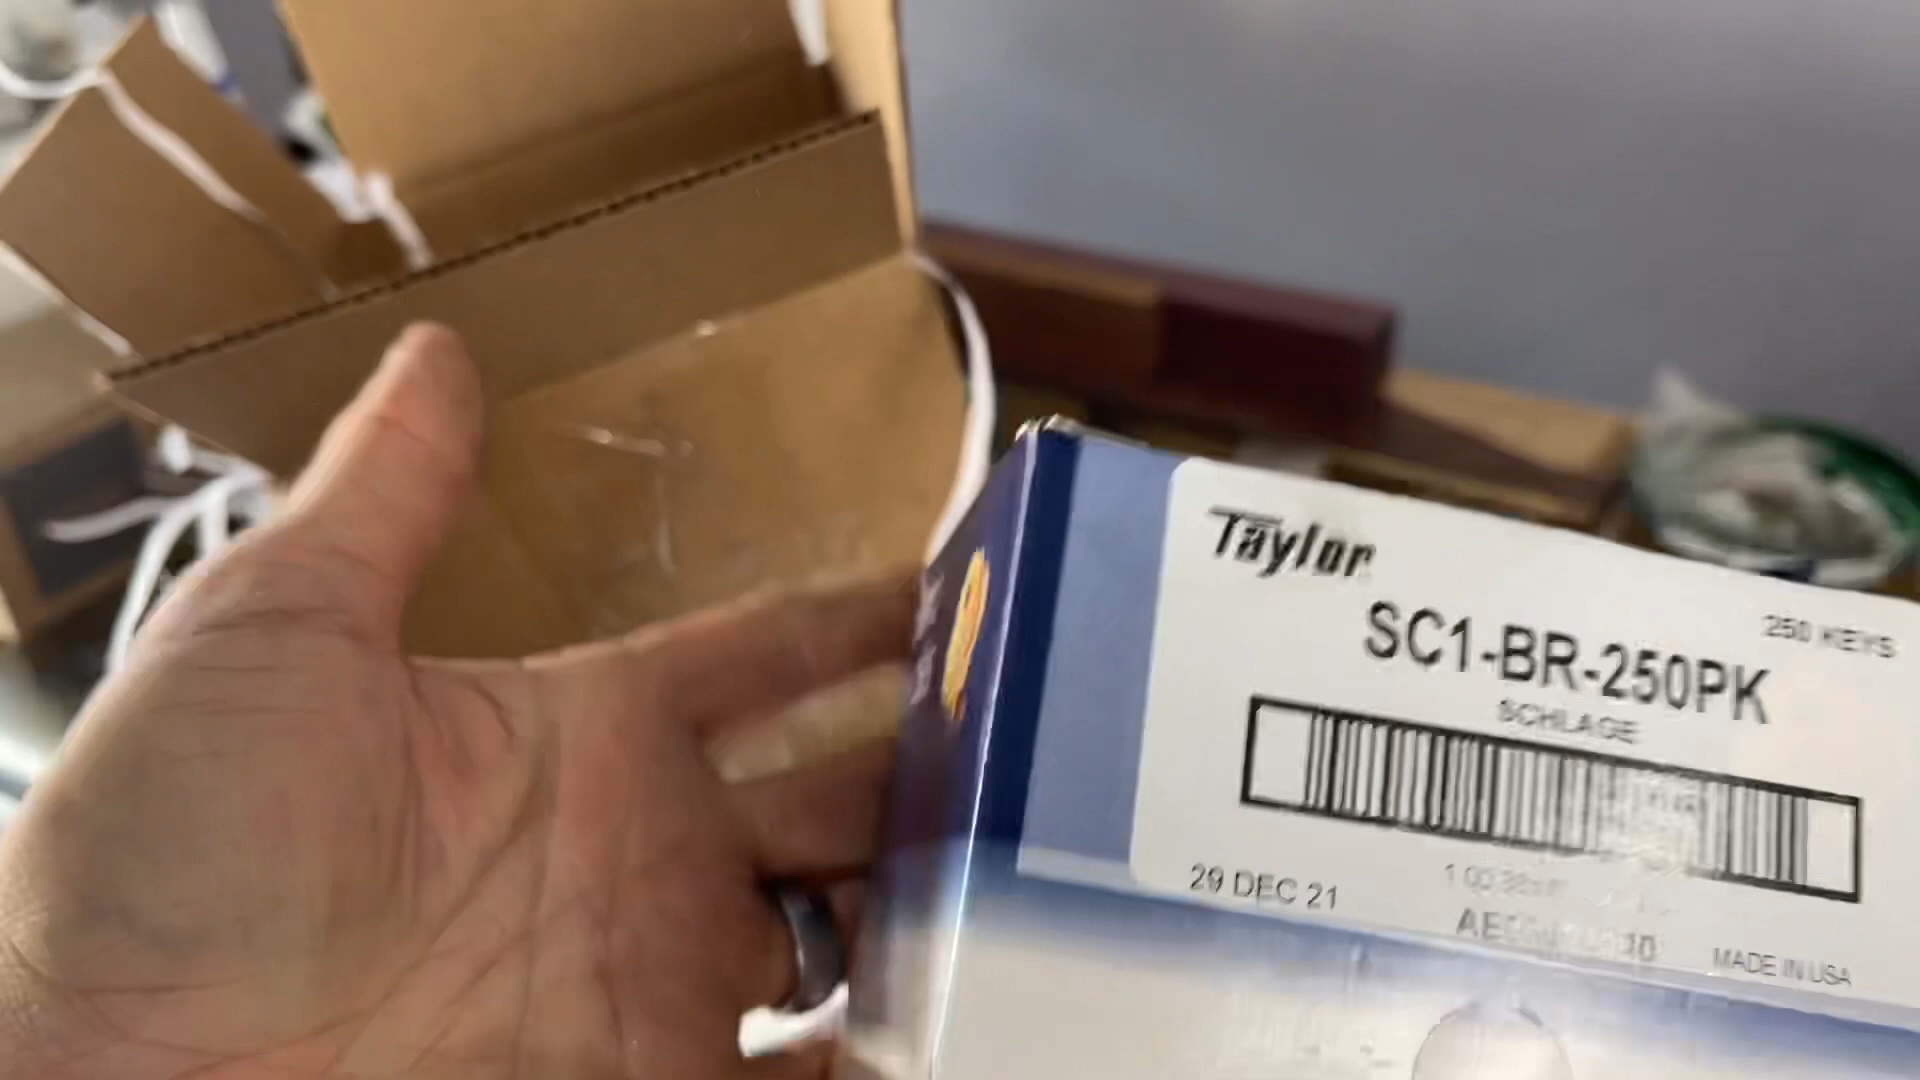 Taylor
250 KEYS
SC1-BR-250PK
SCHLAGE
29 DEC 21
MADE IN USA